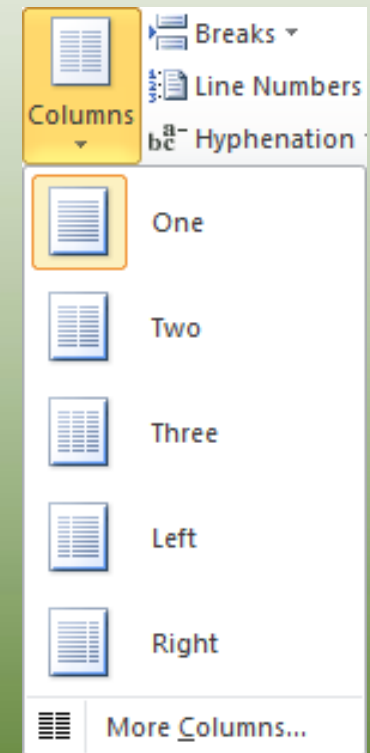 Breaks
Line Numbers
Columns
Hyphenation
One
Two
Three
Left
Right
More Columns...